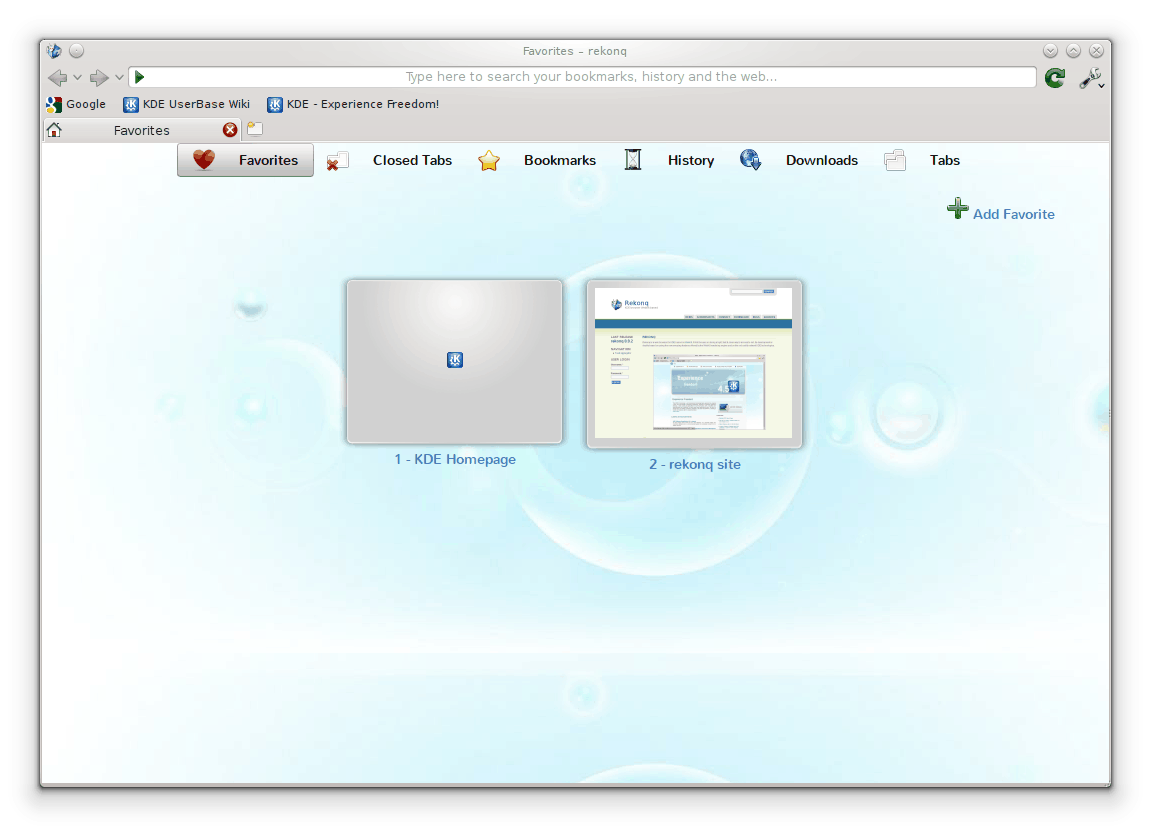 Favorites – rekonq
Type here to search your bookmarks, history and the web...
Google KDE UserBase Wiki KDE - Experience Freedom!
Favorites
Favorites Closed Tabs Bookmarks History Downloads Tabs
Add Favorite
Rekonq
1 - KDE Homepage
2 - rekonq site